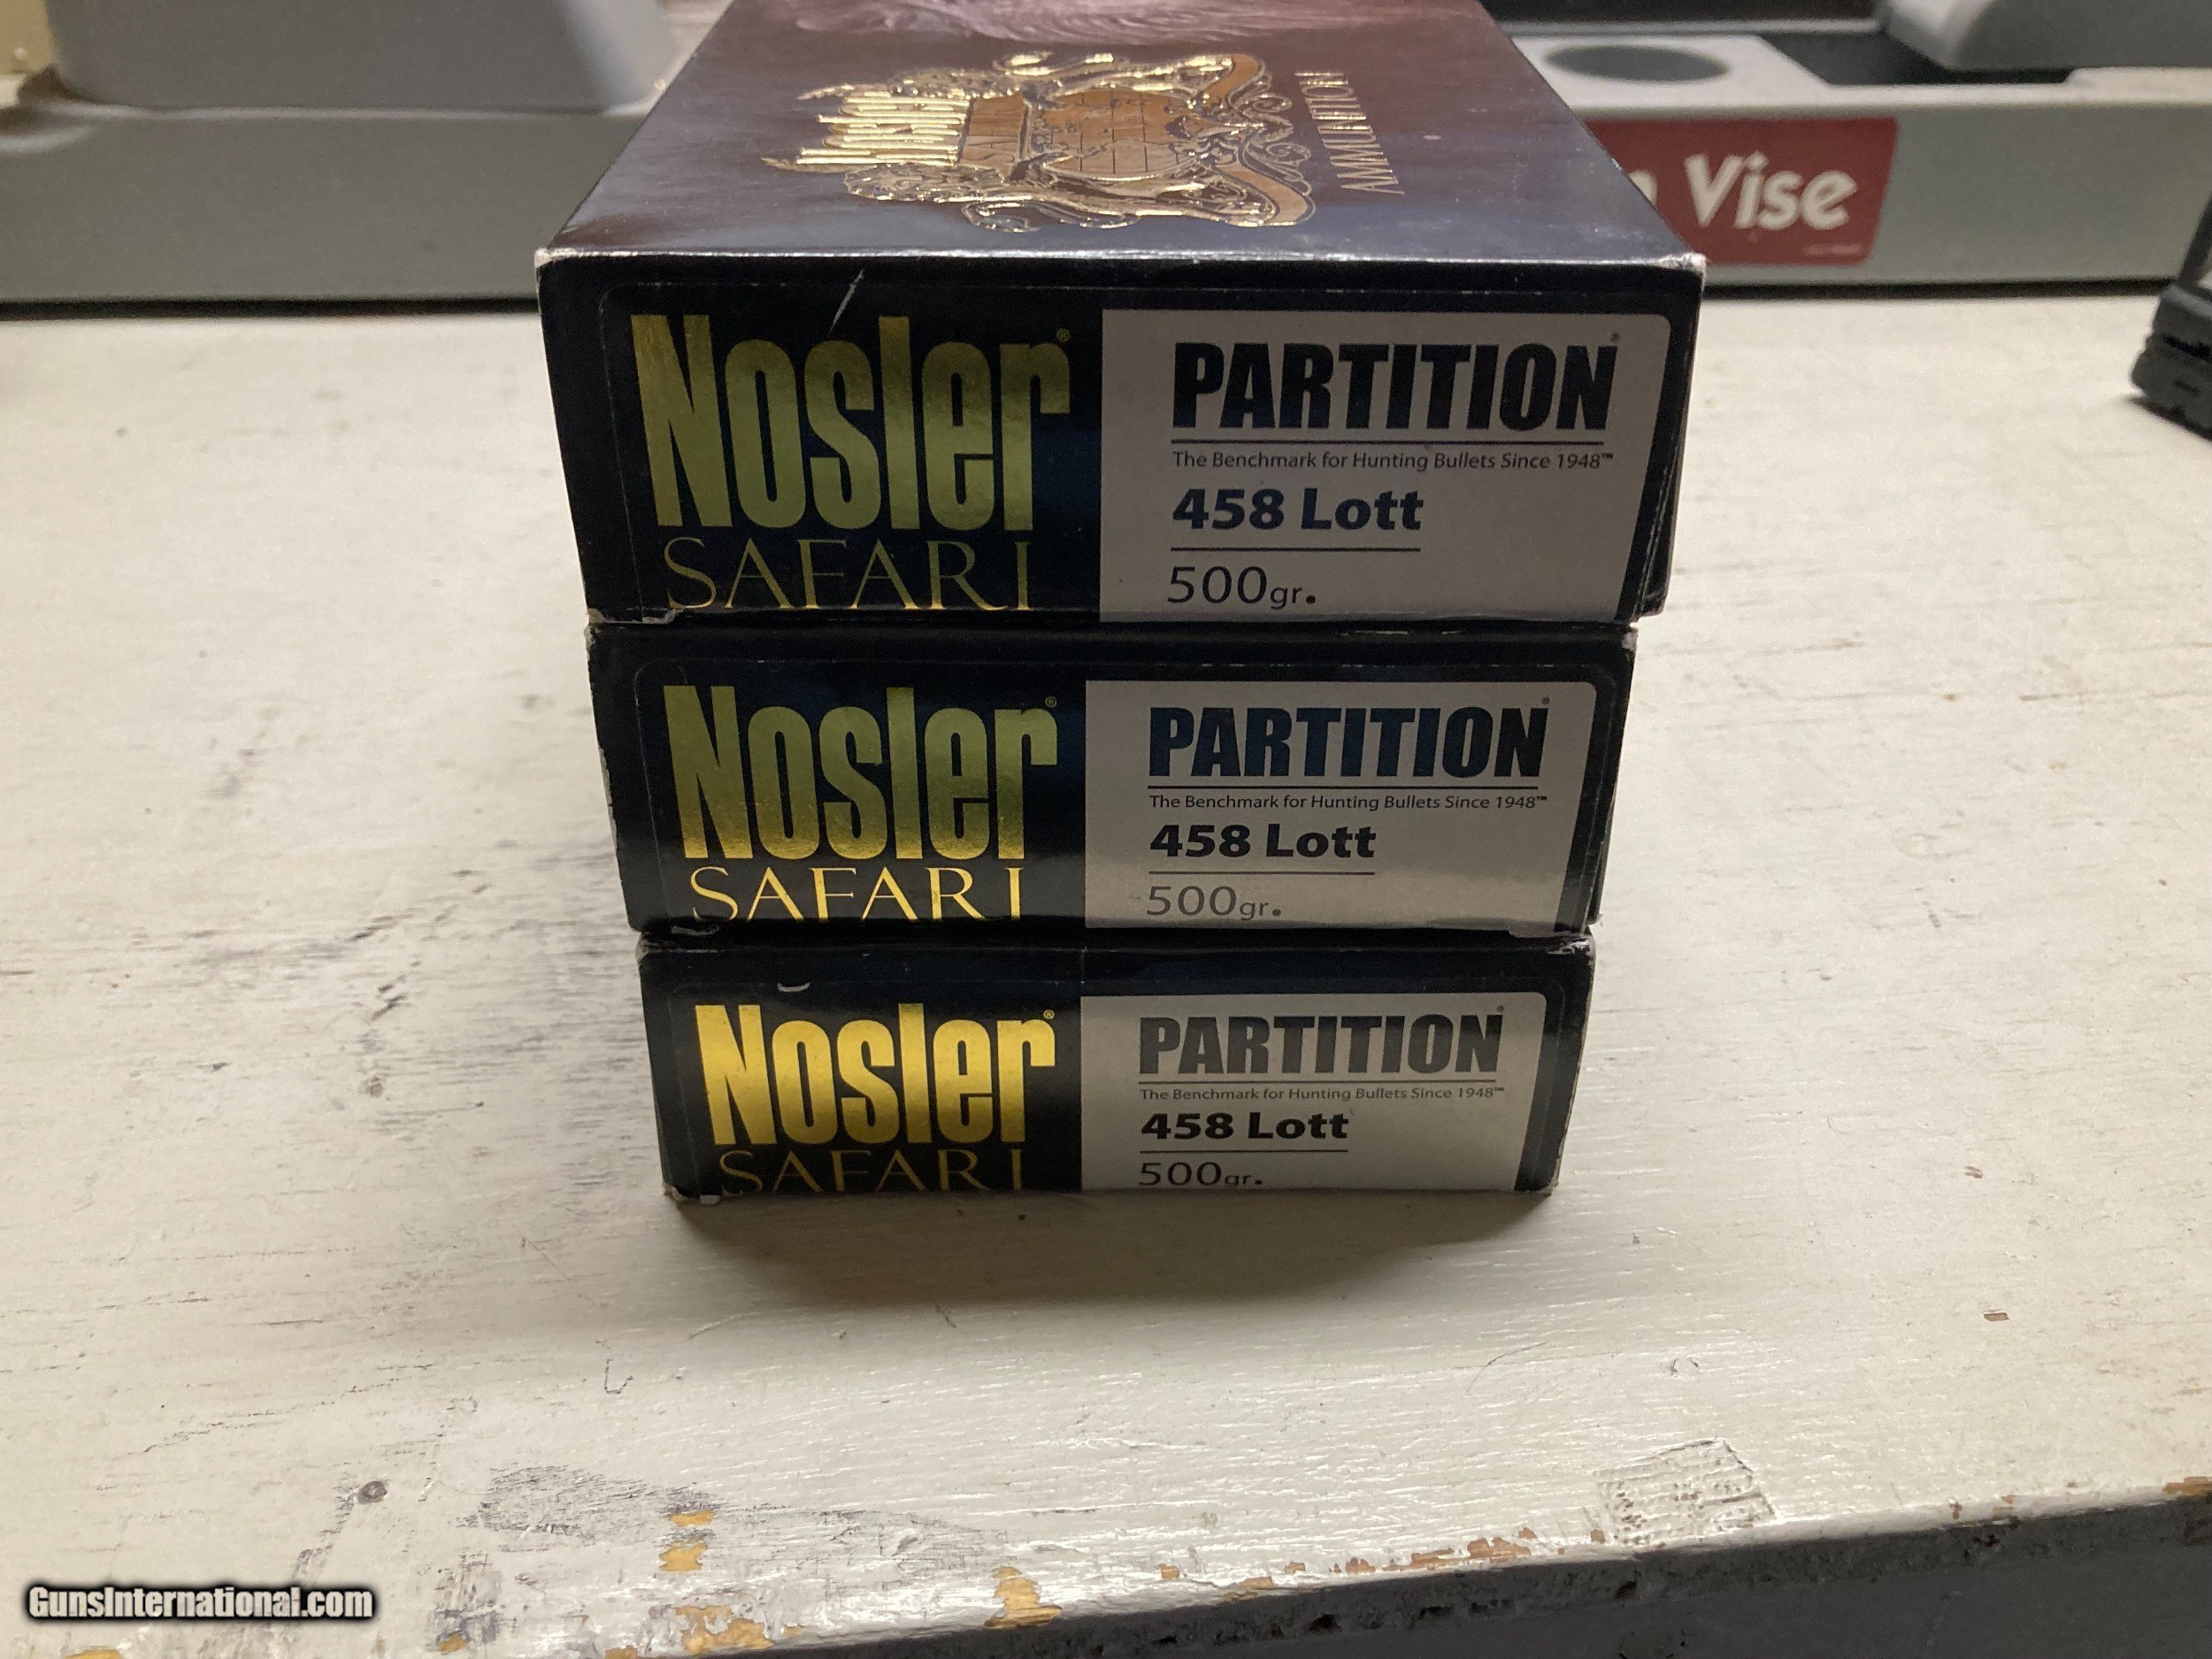 AMMUNITION
Vise
Nosler®
SAFARI
PARTITION®
The Benchmark for Hunting Bullets Since 1948™
458 Lott
500gr.
Nosler®
SAFARI
PARTITION®
The Benchmark for Hunting Bullets Since 1948™
458 Lott
500gr.
Nosler®
SAFARI
PARTITION®
The Benchmark for Hunting Bullets Since 1948™
458 Lott
500gr.
GunsInternational.com